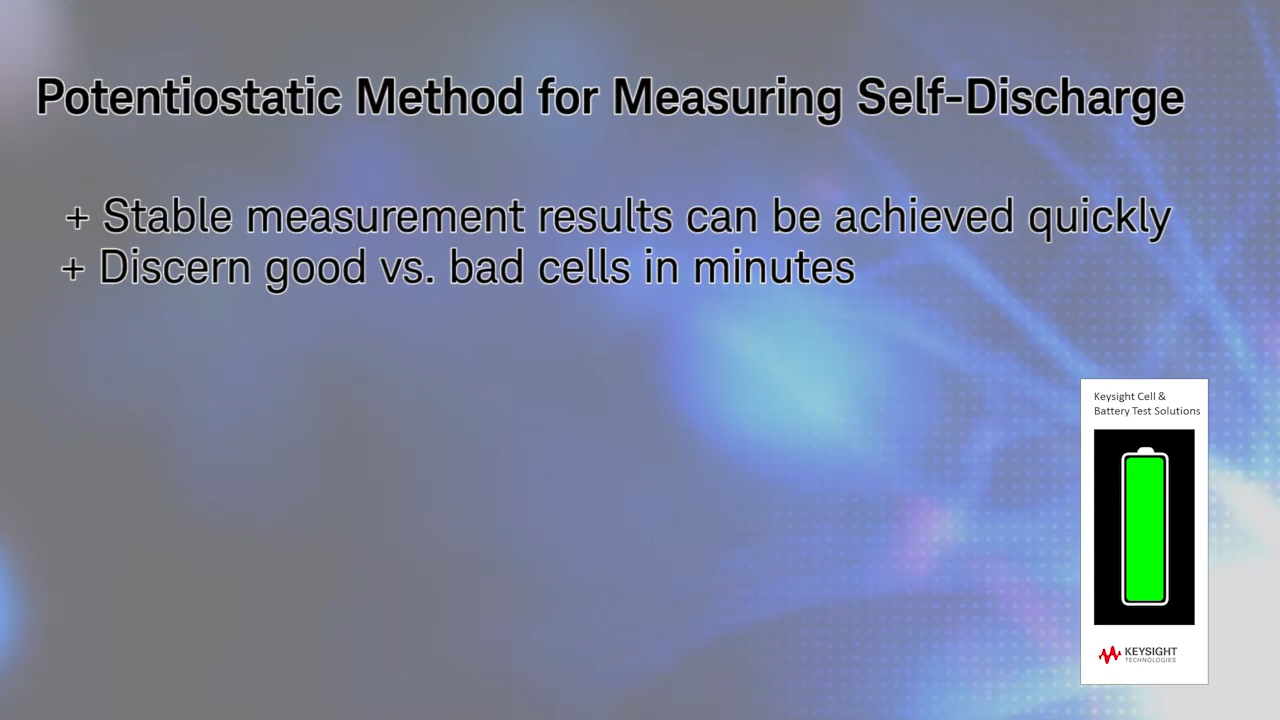 Potentiostatic Method for Measuring Self-Discharge
+ Stable measurement results can be achieved quickly
+ Discern good vs. bad cells in minutes
Keysight Cell &
Battery Test Solutions
KEYSIGHT
TECHNOLOGIES